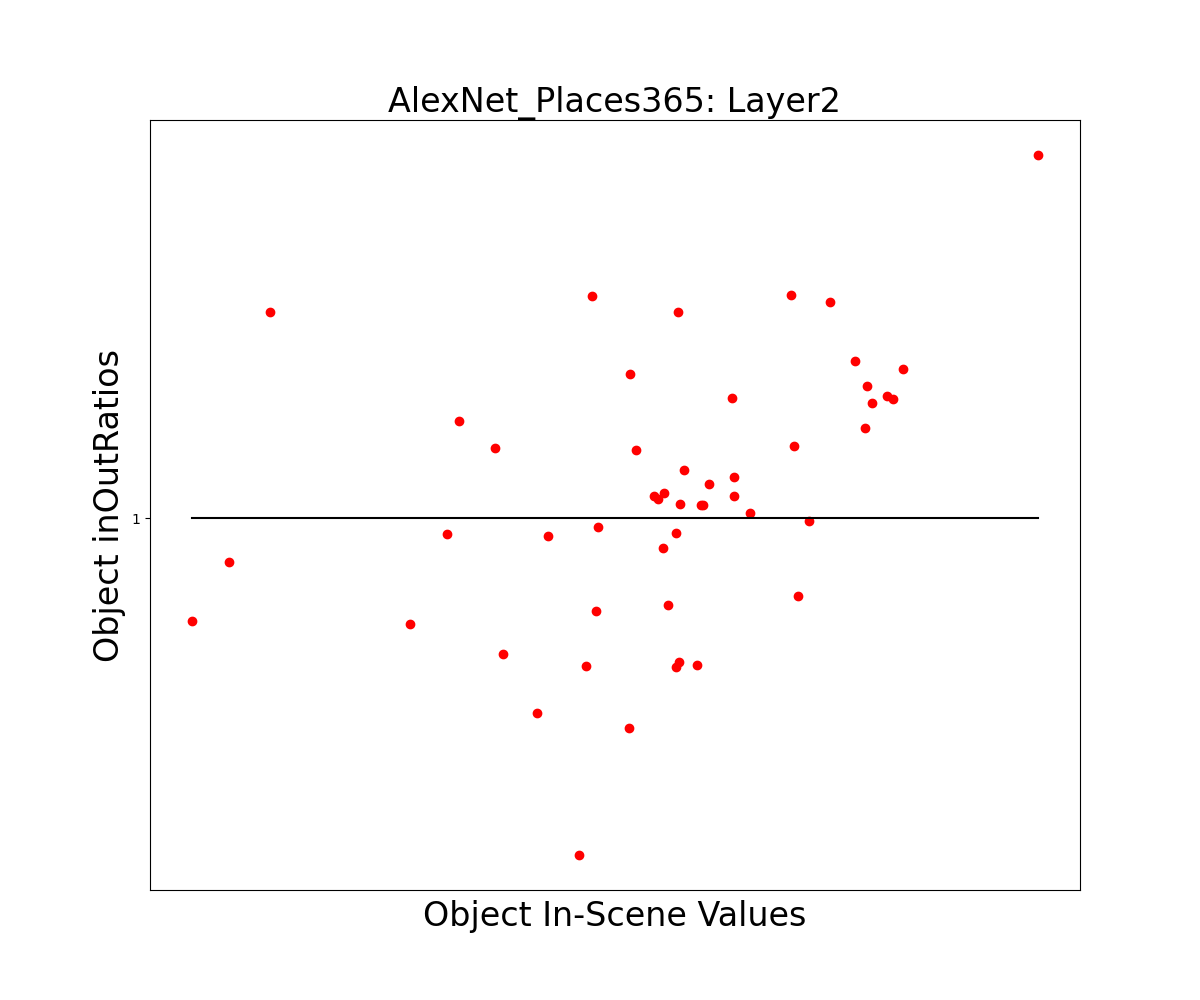 AlexNet_Places365: Layer2
Object inOutRatios
1
Object In-Scene Values